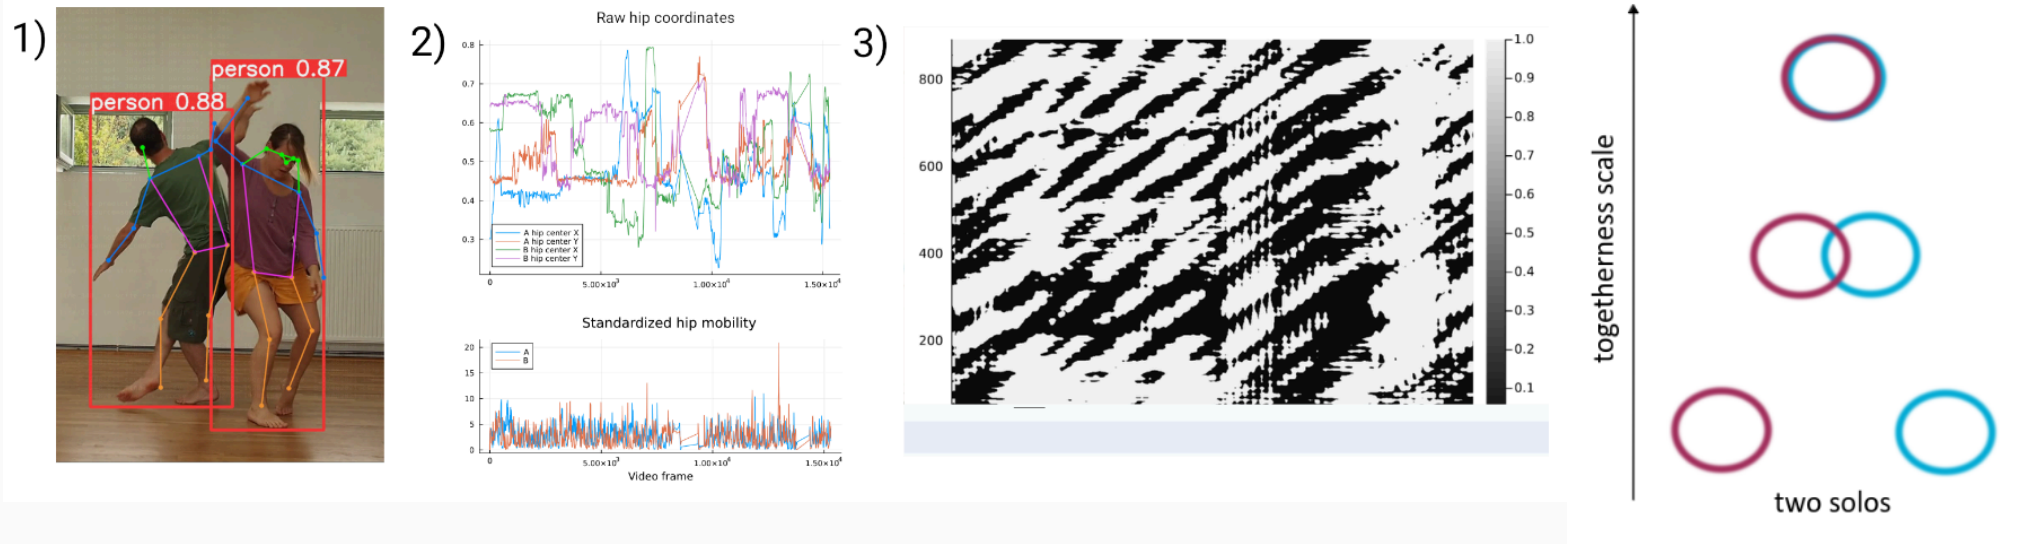 1)
person 0.87
person 0.88
2)
Raw hip coordinates
0.8
0.7
0.6
0.5
0.4
0.3
A hip center X
A hip center Y
B hip center X
B hip center Y
0
5.00×10³
1.00×10⁴
1.50×10⁴
Standardized hip mobility
20
15
10
5
0
A
B
0
5.00×10³
1.00×10⁴
1.50×10⁴
Video frame
3)
800
600
400
200
1.0
0.9
0.8
0.7
0.6
0.5
0.4
0.3
0.2
0.1
togetherness scale
two solos